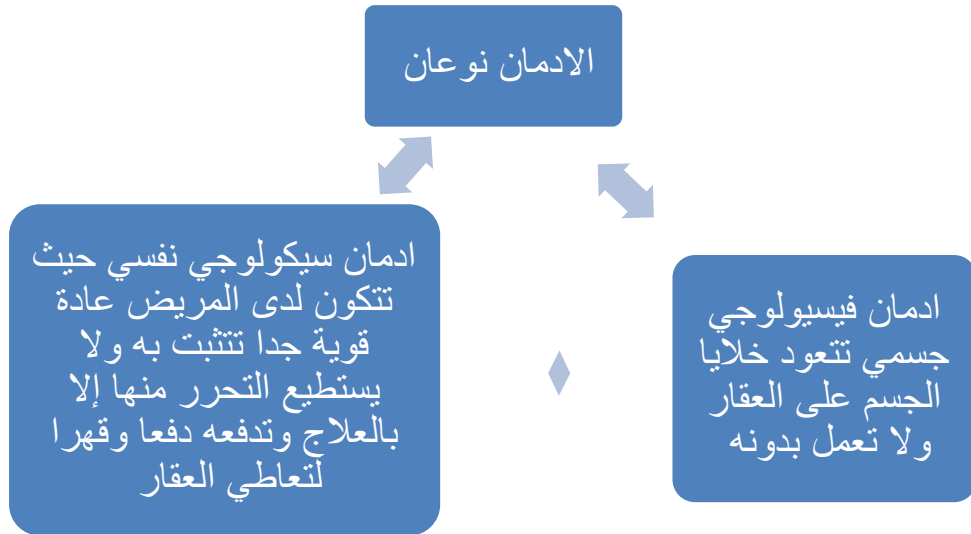 الادمان نوعان
ادمان فيسيولوجي
جسمي تتعود خلايا
الجسم على العقار
ولا تعمل بدونه
ادمان سيكولوجي نفسي حيث
تتكون لدى المريض عادة
قوية جدا تتثبت به ولا
يستطيع التحرر منها إلا
بالعلاج وتدفعه دفعا وقهرا
لتعاطي العقار